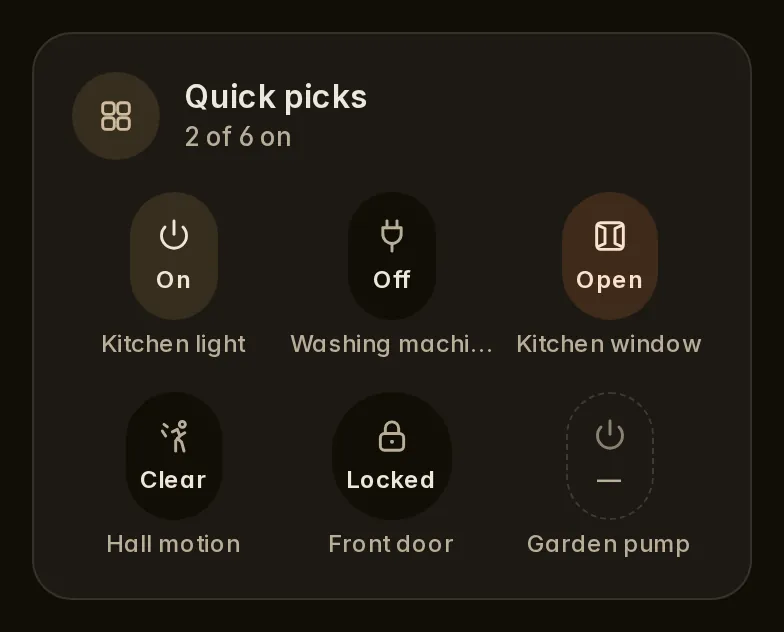 Quick picks
2 of 6 on
On
Off
Open
Kitchen light
Washing machi...
Kitchen window
Clear
Locked
—
Hall motion
Front door
Garden pump